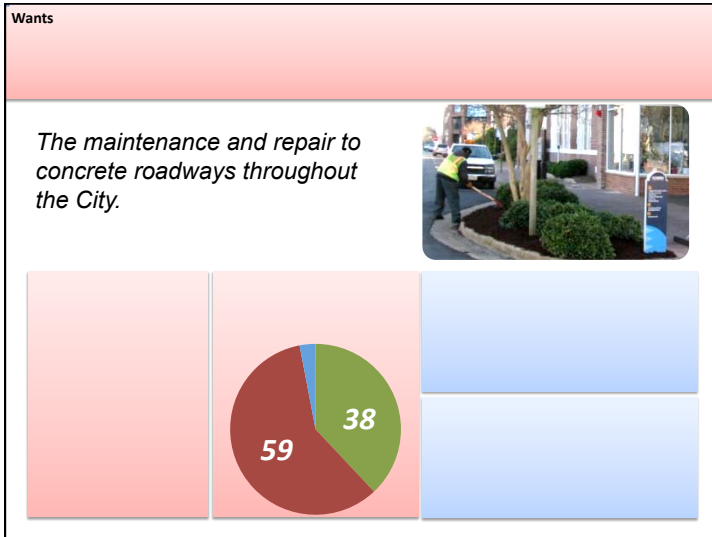 Wants
The maintenance and repair to
concrete roadways throughout
the City.
38
59